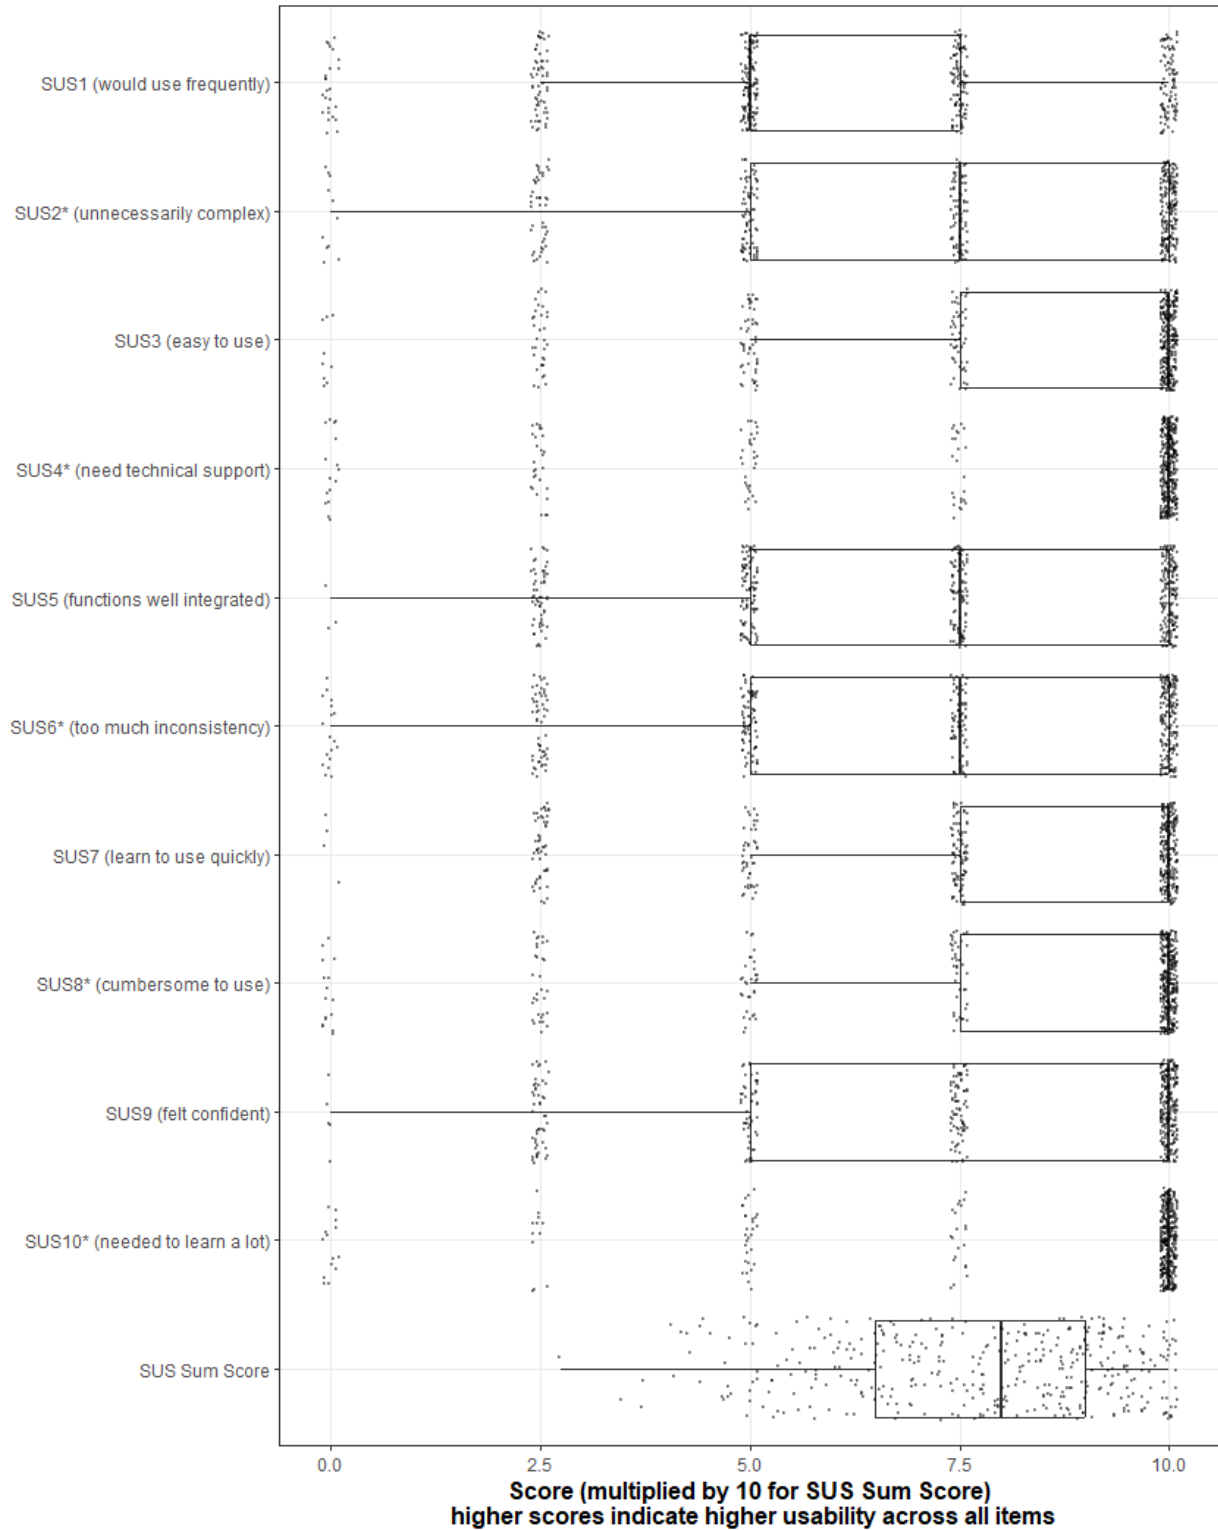 SUS1 (would use frequently)
SUS2* (unnecessarily complex)
SUS3 (easy to use)
SUS4* (need technical support)
SUS5 (functions well integrated)
SUS6* (too much inconsistency)
SUS7 (learn to use quickly)
SUS8* (cumbersome to use)
SUS9 (felt confident)
SUS10* (needed to learn a lot)
SUS Sum Score
0.0 2.5 5.0 7.5 10.0
Score (multiplied by 10 for SUS Sum Score)
higher scores indicate higher usability across all items